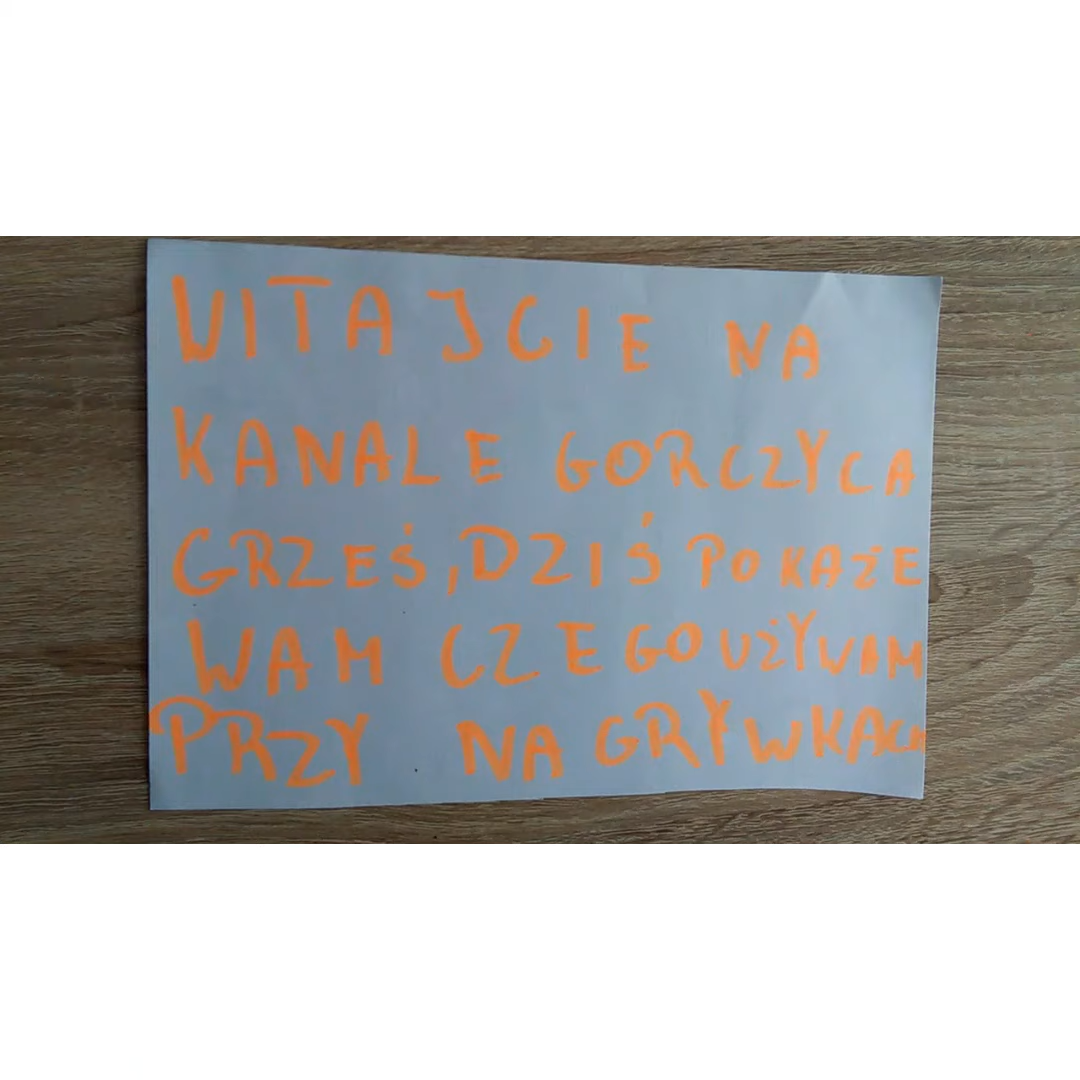 WITAJCIE NA
KANALE GORCZYCA
GRZEŚ, DZIŚ POKAŻE
WAM CZEGO UŻYWAM
PRZY NAGRYWKACH